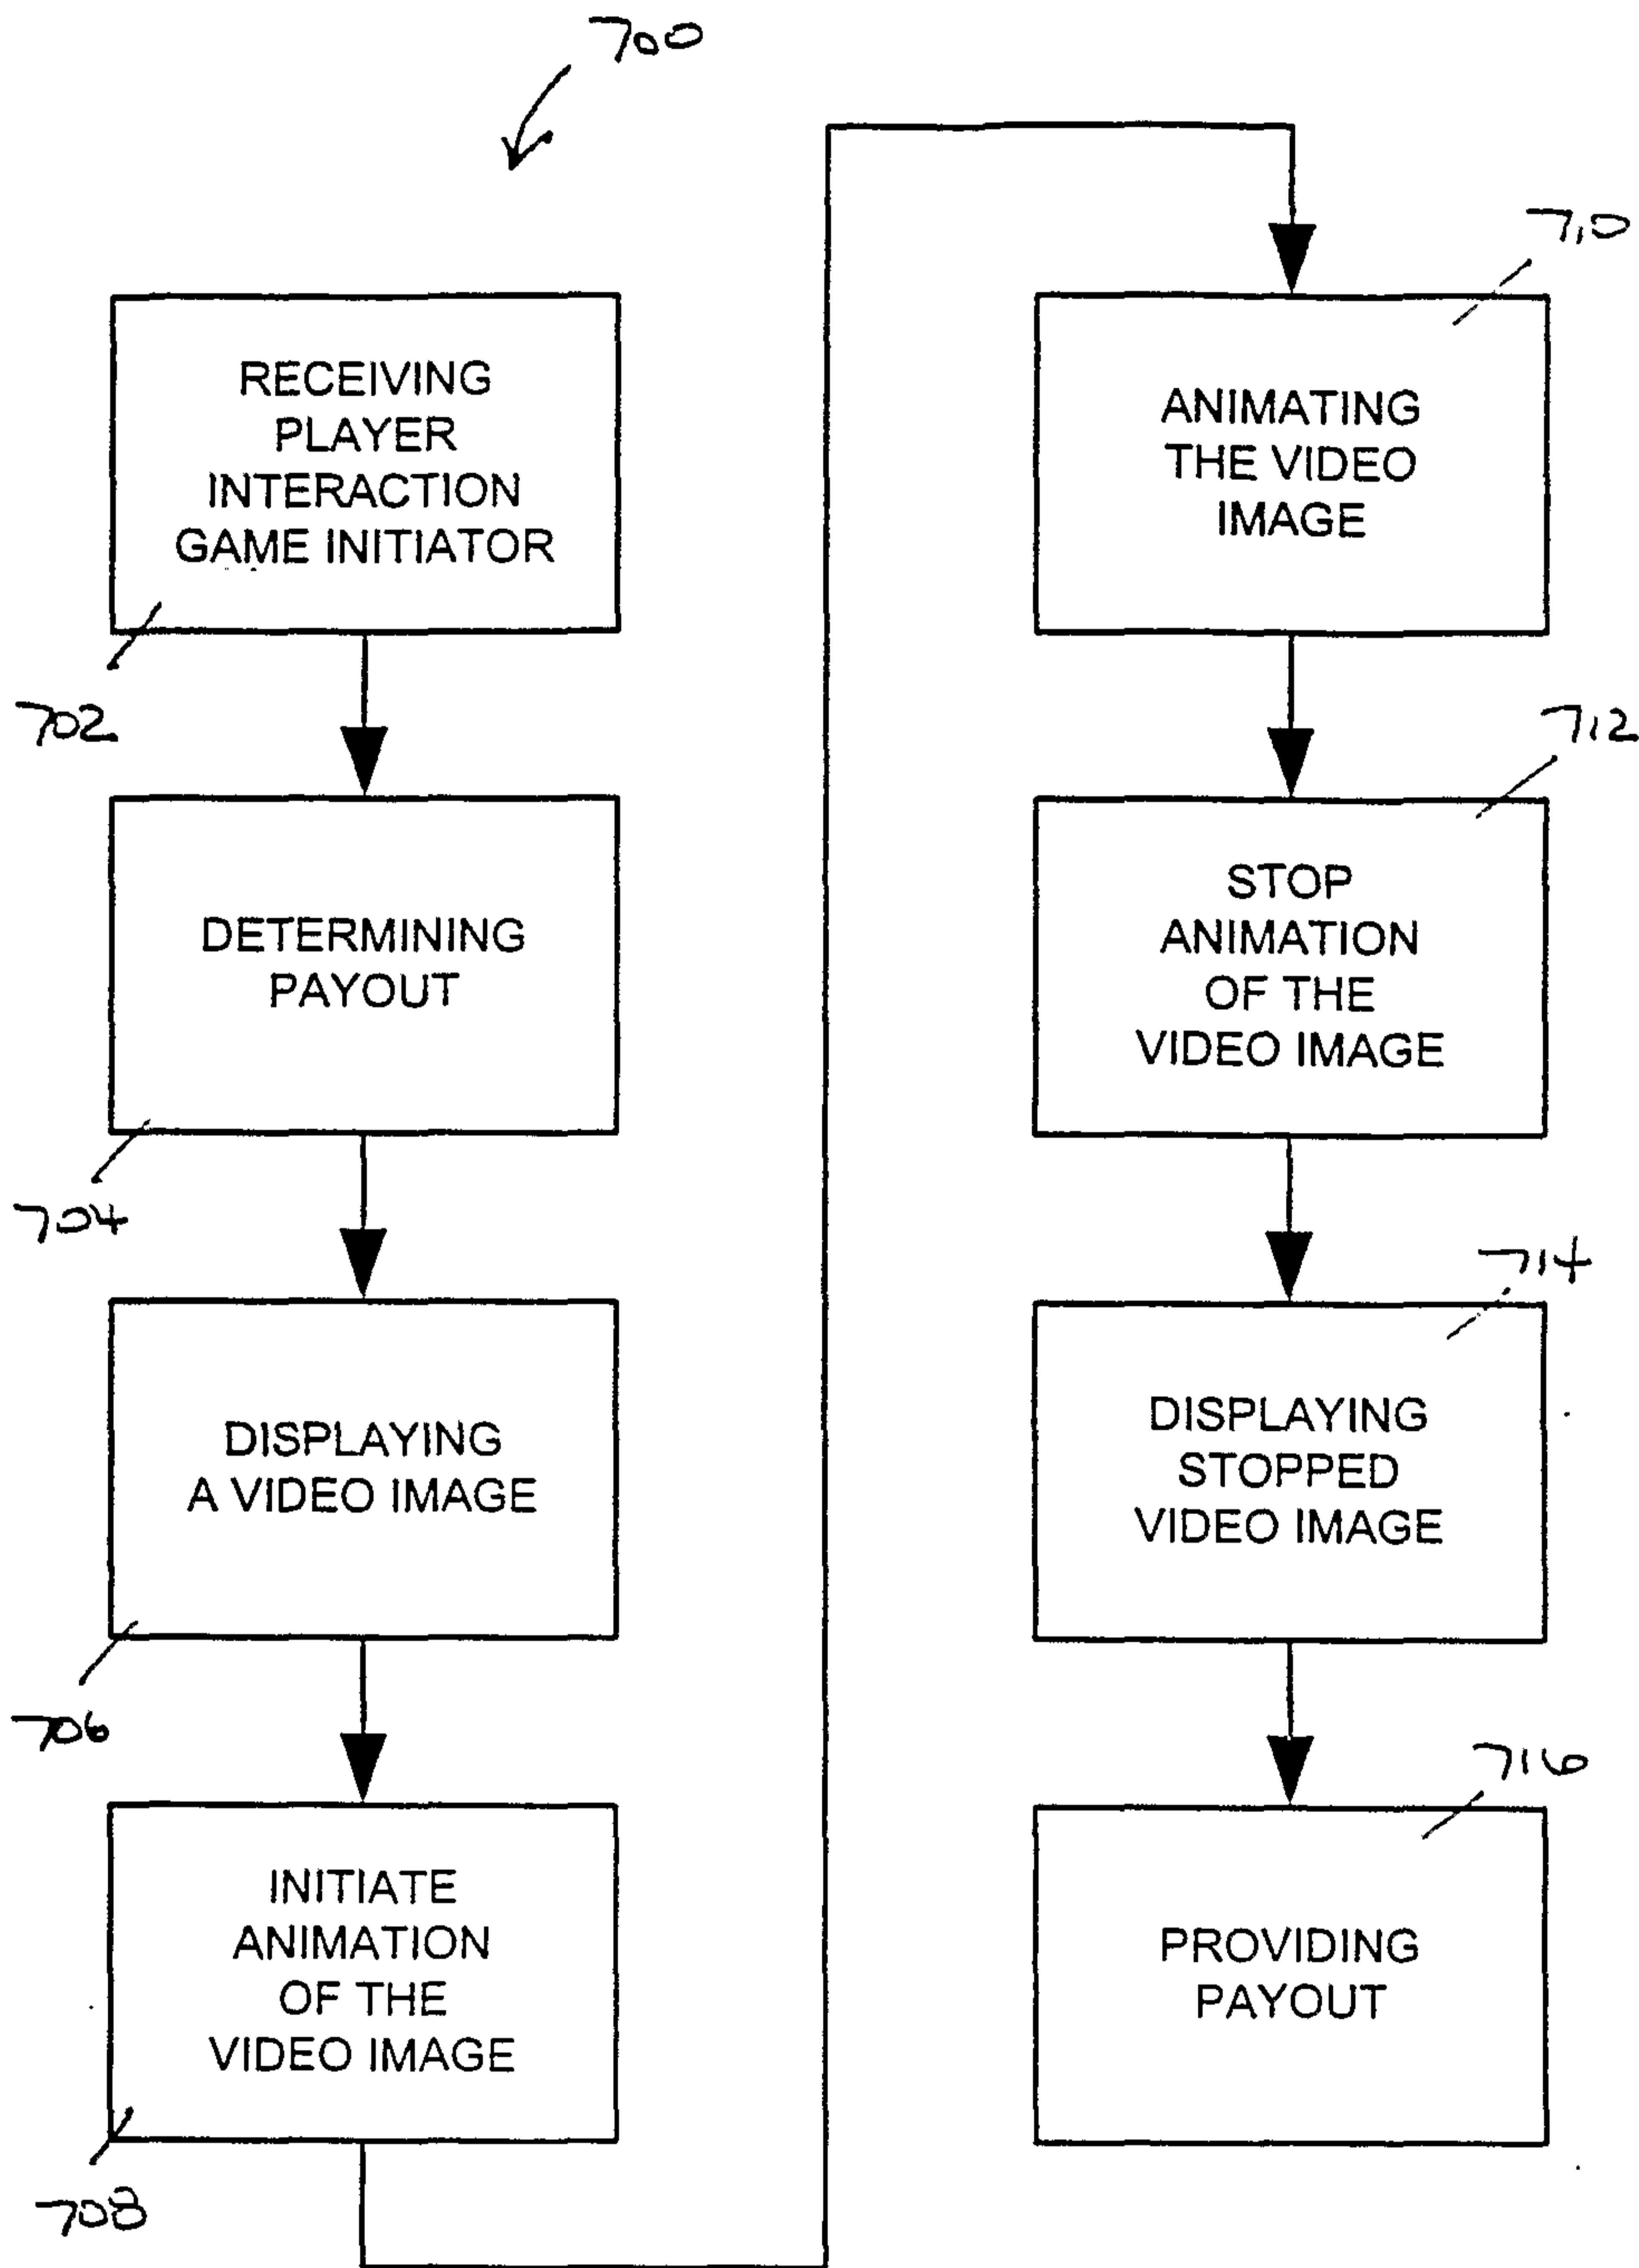 700
RECEIVING
PLAYER
INTERACTION
GAME INITIATOR
702
DETERMINING
PAYOUT
704
DISPLAYING
A VIDEO IMAGE
706
INITIATE
ANIMATION
OF THE
VIDEO IMAGE
708
710
ANIMATING
THE VIDEO
IMAGE
712
STOP
ANIMATION
OF THE
VIDEO IMAGE
714
DISPLAYING
STOPPED
VIDEO IMAGE
716
PROVIDING
PAYOUT